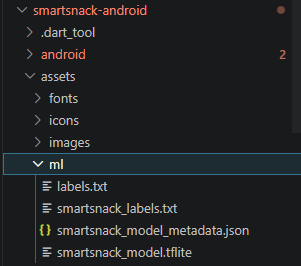 smartsnack-android
.dart_tool
android 2
assets
fonts
icons
images
ml
labels.txt
smartsnack_labels.txt
{} smartsnack_model_metadata.json
smartsnack_model.tflite